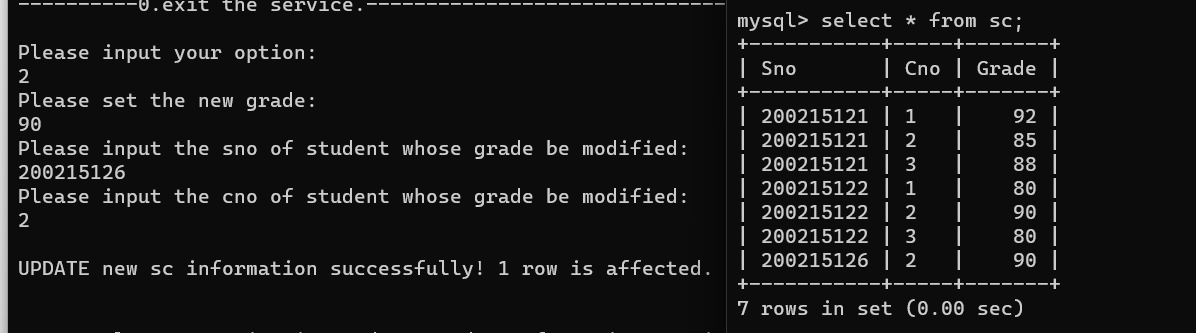 ----------0.exit the service.------------------------------
Please input your option:
2
Please set the new grade:
90
Please input the sno of student whose grade be modified:
200215126
Please input the cno of student whose grade be modified:
2
UPDATE new sc information successfully! 1 row is affected.
mysql> select * from sc;
+-----------+-----+-------+
| Sno       | Cno | Grade |
+-----------+-----+-------+
| 200215121 | 1   |    92 |
| 200215121 | 2   |    85 |
| 200215121 | 3   |    88 |
| 200215122 | 1   |    80 |
| 200215122 | 2   |    90 |
| 200215122 | 3   |    80 |
| 200215126 | 2   |    90 |
+-----------+-----+-------+
7 rows in set (0.00 sec)